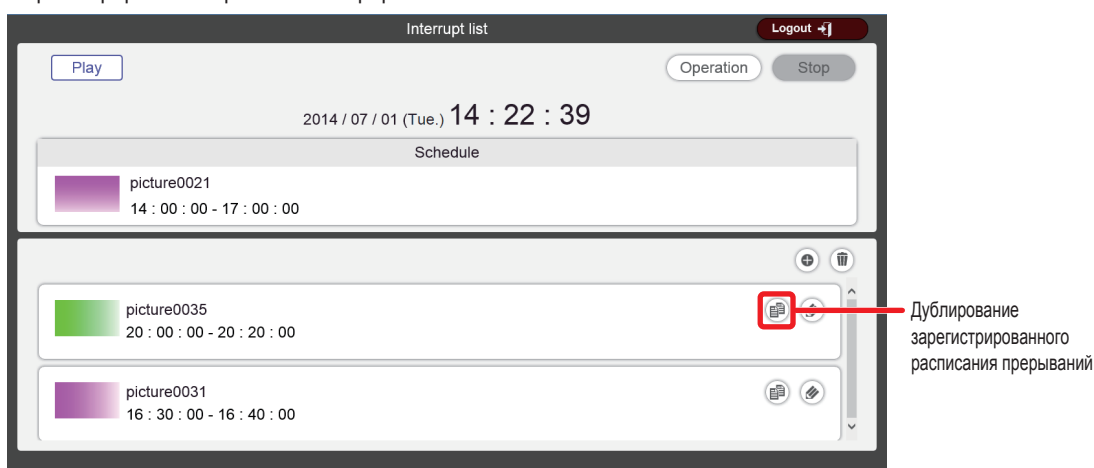 Interrupt list
Logout
Play
Operation
Stop
2014 / 07 / 01 (Tue.) 14 : 22 : 39
Schedule
picture0021
14 : 00 : 00 - 17 : 00 : 00
picture0035
20 : 00 : 00 - 20 : 20 : 00
Дублирование
зарегистрированного
расписания прерываний
picture0031
16 : 30 : 00 - 16 : 40 : 00